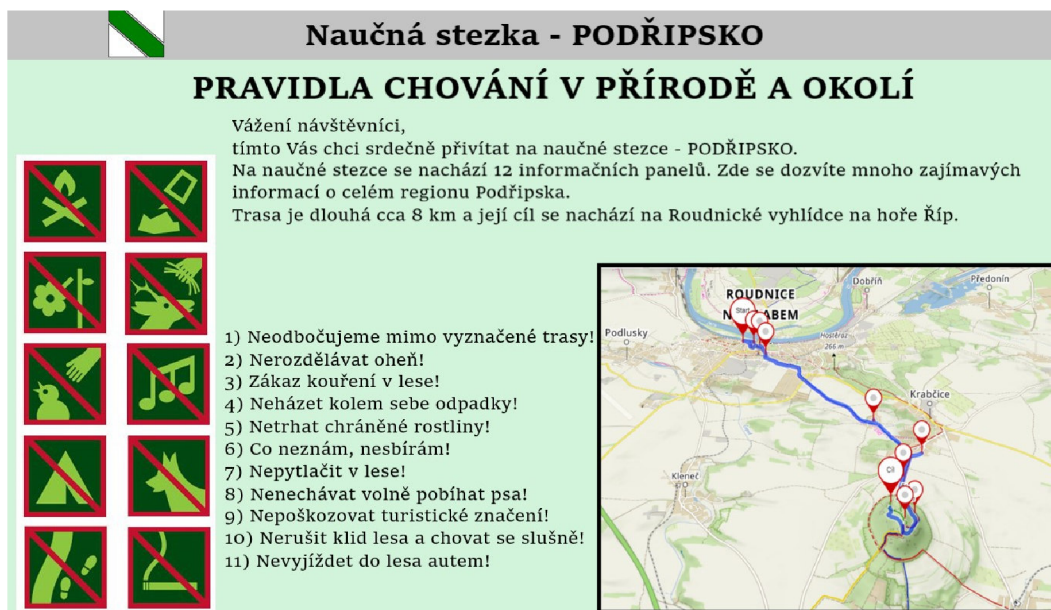 Naučná stezka - PODŘIPSKO
PRAVIDLA CHOVÁNÍ V PŘÍRODĚ A OKOLÍ
Vážení návštěvníci,
tímto Vás chci srdečně přivítat na naučné stezce - PODŘIPSKO.
Na naučné stezce se nachází 12 informačních panelů. Zde se dozvíte mnoho zajímavých
informací o celém regionu Podřipska.
Trasa je dlouhá cca 8 km a její cíl se nachází na Roudnické vyhlídce na hoře Říp.
1) Neodbočujeme mimo vyznačené trasy!
2) Nerozdělávat oheň!
3) Zákaz kouření v lese!
4) Neházet kolem sebe odpadky!
5) Netrhat chráněné rostliny!
6) Co neznám, nesbírám!
7) Nepytlačit v lese!
8) Nenechávat volně pobíhat psa!
9) Nepoškozovat turistické značení!
10) Nerušit klid lesa a chovat se slušně!
11) Nevyjíždet do lesa autem!
Dobříň
Předonín
ROUDNICE
N LABEM
Start
Podlusky
Hostěraz
266 m
Krabčice
Kleneč
Cíl